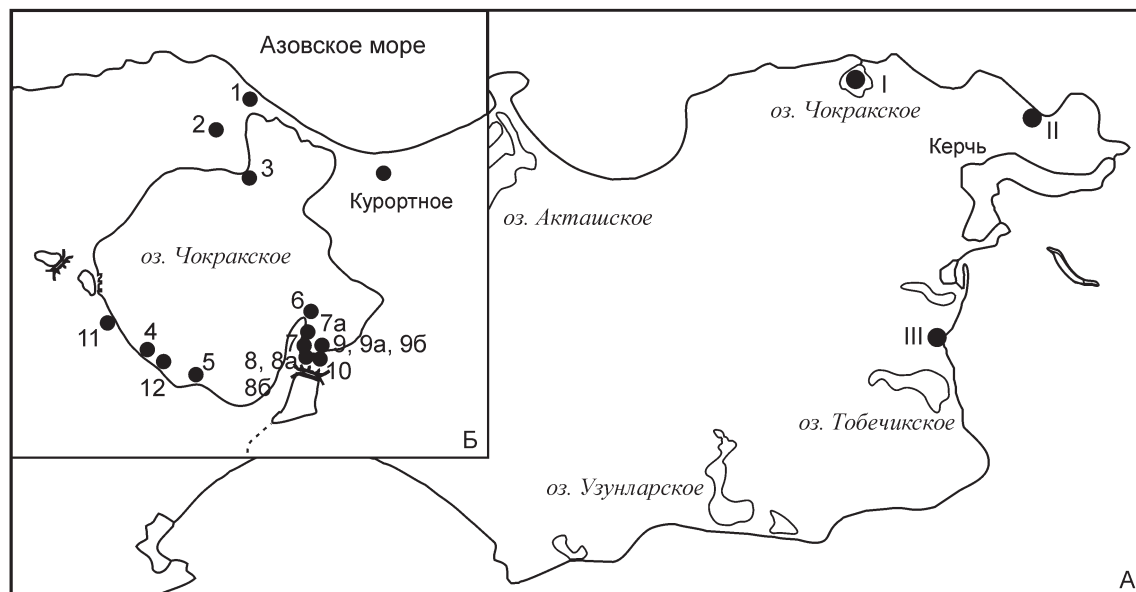 Азовское море
1
2
3
Курортное
оз. Чокракское
6
7а
7
9, 9а, 9б
8, 8а
8б
10
11
4
12
5
Б
I
оз. Чокракское
II
Керчь
оз. Акташское
III
оз. Тобечикское
оз. Узунларское
А